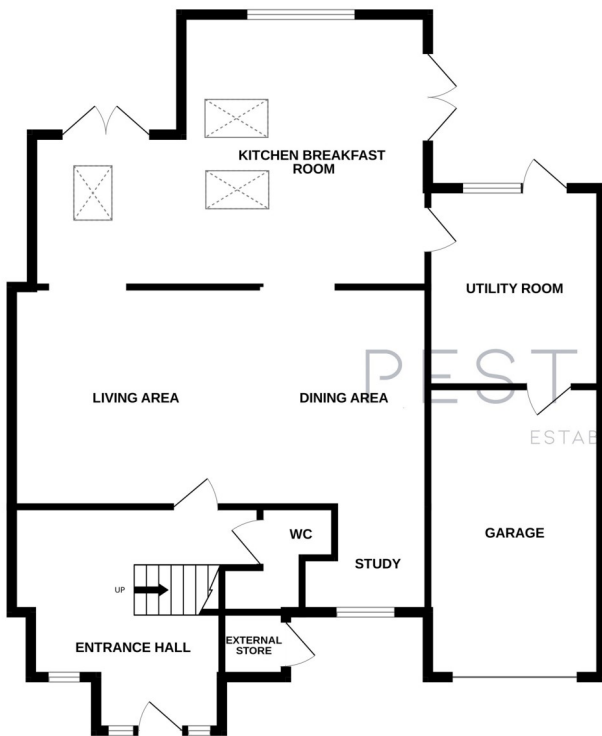 KITCHEN BREAKFAST
ROOM
UTILITY ROOM
LIVING AREA
DINING AREA
PEST
ESTAB
GARAGE
WC
STUDY
UP
ENTRANCE HALL
EXTERNAL
STORE